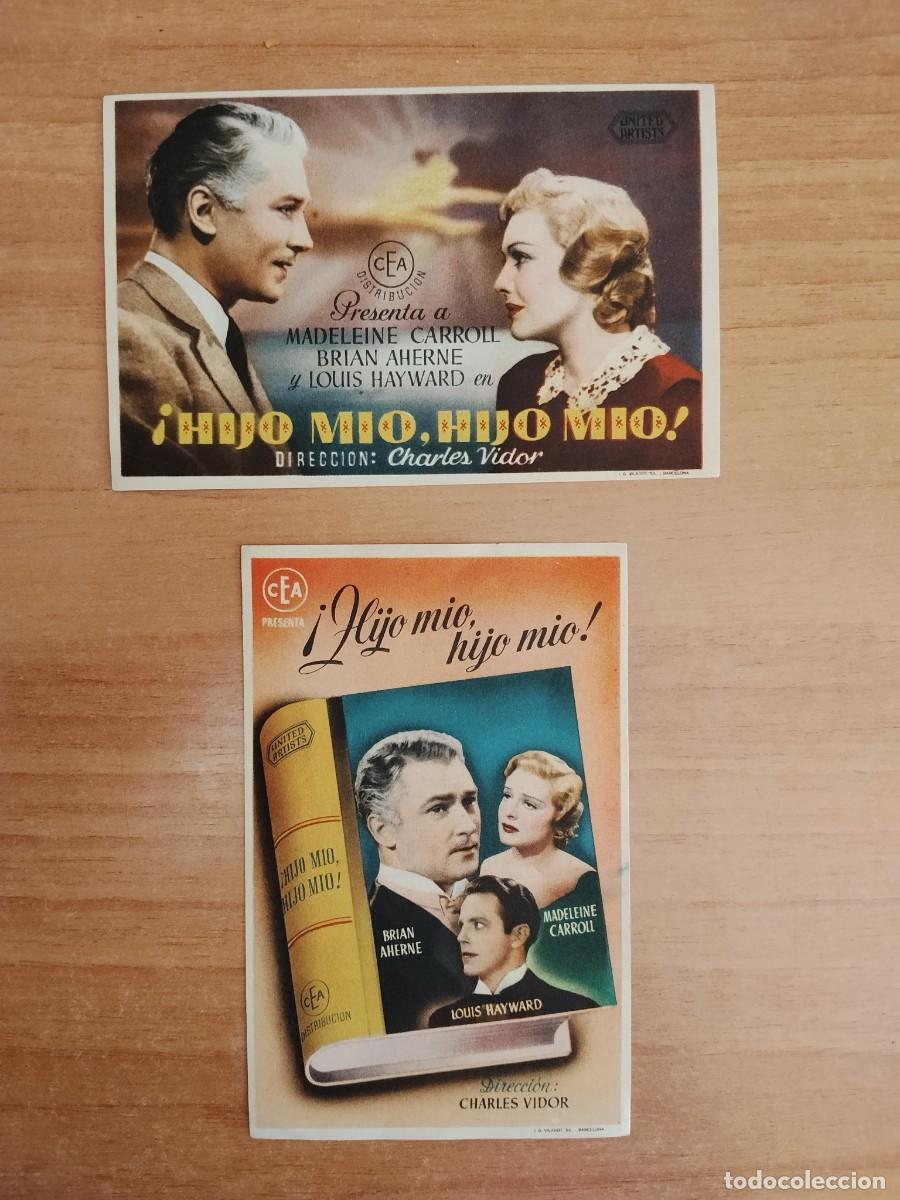 UNITED
ARTISTS
CEA
DISTRIBUCION
Presenta a
MADELEINE CARROLL
BRIAN AHERNE
y LOUIS HAYWARD en
¡HIJO MIO, HIJO MIO!
DIRECCION: Charles Vidor
BARCELONA
CEA
PRESENTA
¡Hijo mio,
hijo mio!
UNITED
ARTISTS
¡HIJO MIO,
HIJO MIO!
BRIAN
AHERNE
MADELEINE
CARROLL
LOUIS HAYWARD
CEA
DISTRIBUCION
Dirección:
CHARLES VIDOR
BARCELONA
todocoleccion